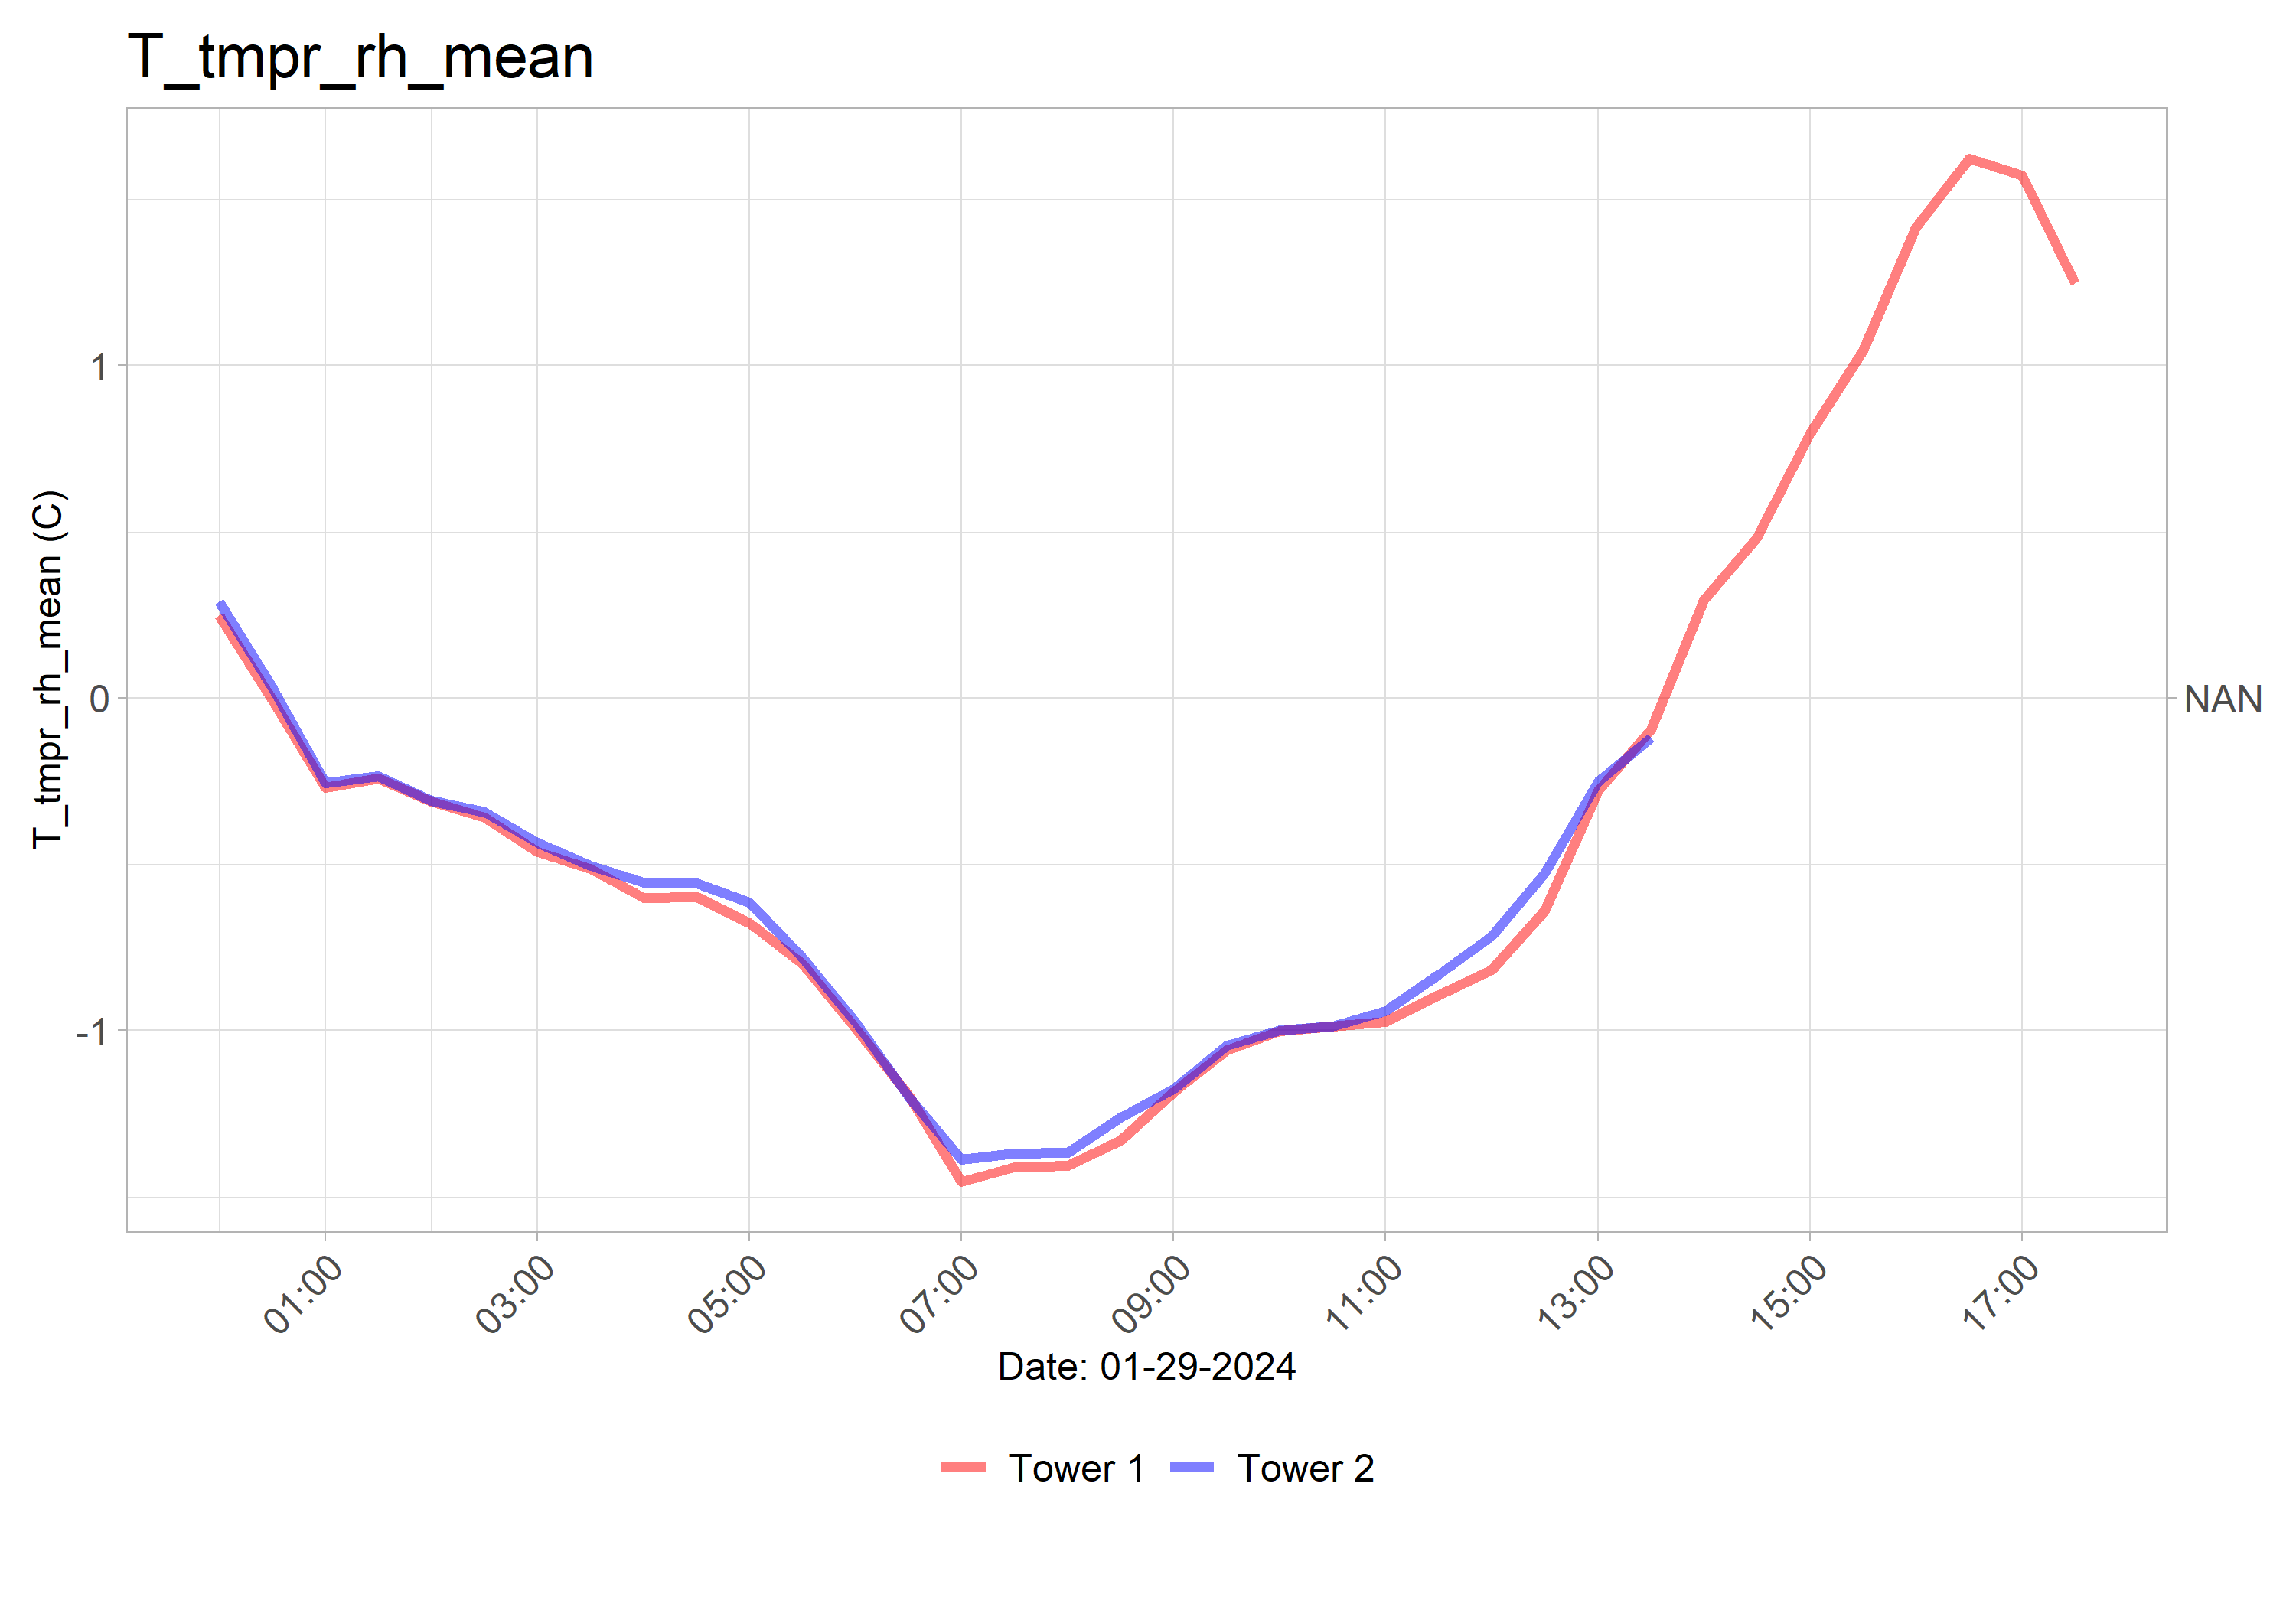 T_tmpr_rh_mean
T_tmpr_rh_mean (C)
1
0
-1
NAN
01:00
03:00
05:00
07:00
09:00
11:00
13:00
15:00
17:00
Date: 01-29-2024
Tower 1
Tower 2